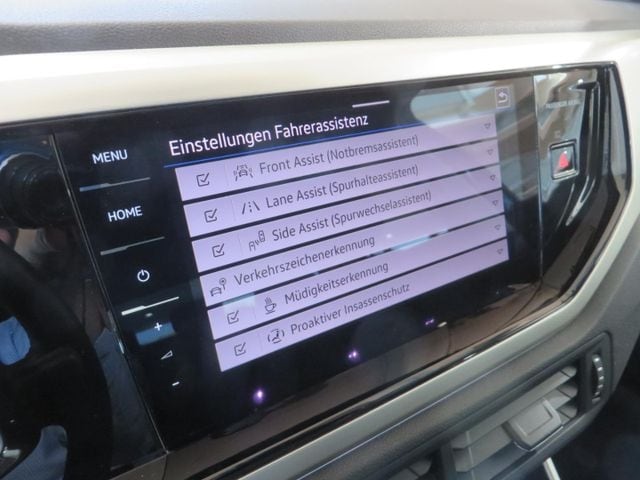 Einstellungen Fahrerassistenz
MENU
HOME
Front Assist (Notbremsassistent)
Lane Assist (Spurhalteassistent)
Side Assist (Spurwechselassistent)
Verkehrszeichenerkennung
Müdigkeitserkennung
Proaktiver Insassenschutz
+
-